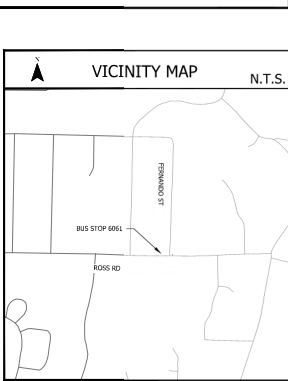 N
VICINITY MAP
N.T.S.
FERNANDO ST
BUS STOP 6061
ROSS RD